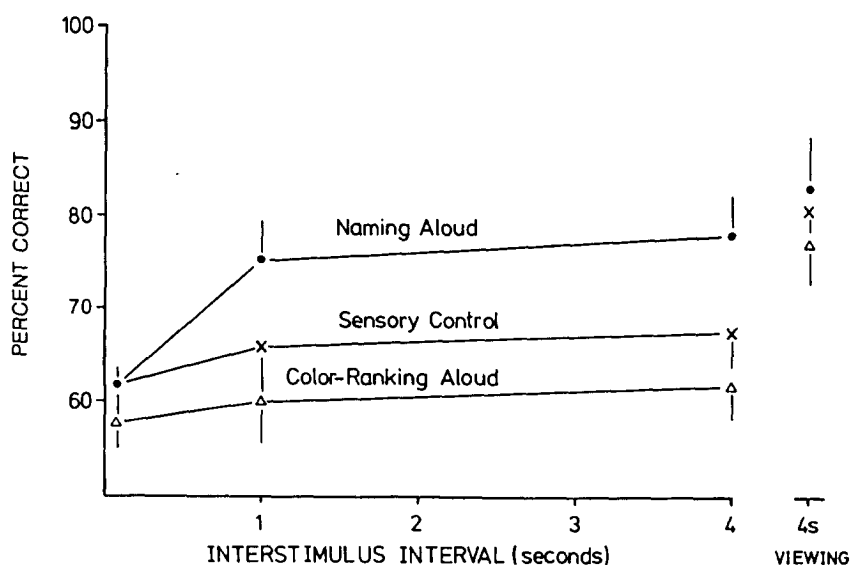 100
90
80
70
60
PERCENT CORRECT
Naming Aloud
Sensory Control
Color-Ranking Aloud
1 2 3 4 4s
INTERSTIMULUS INTERVAL (seconds) VIEWING